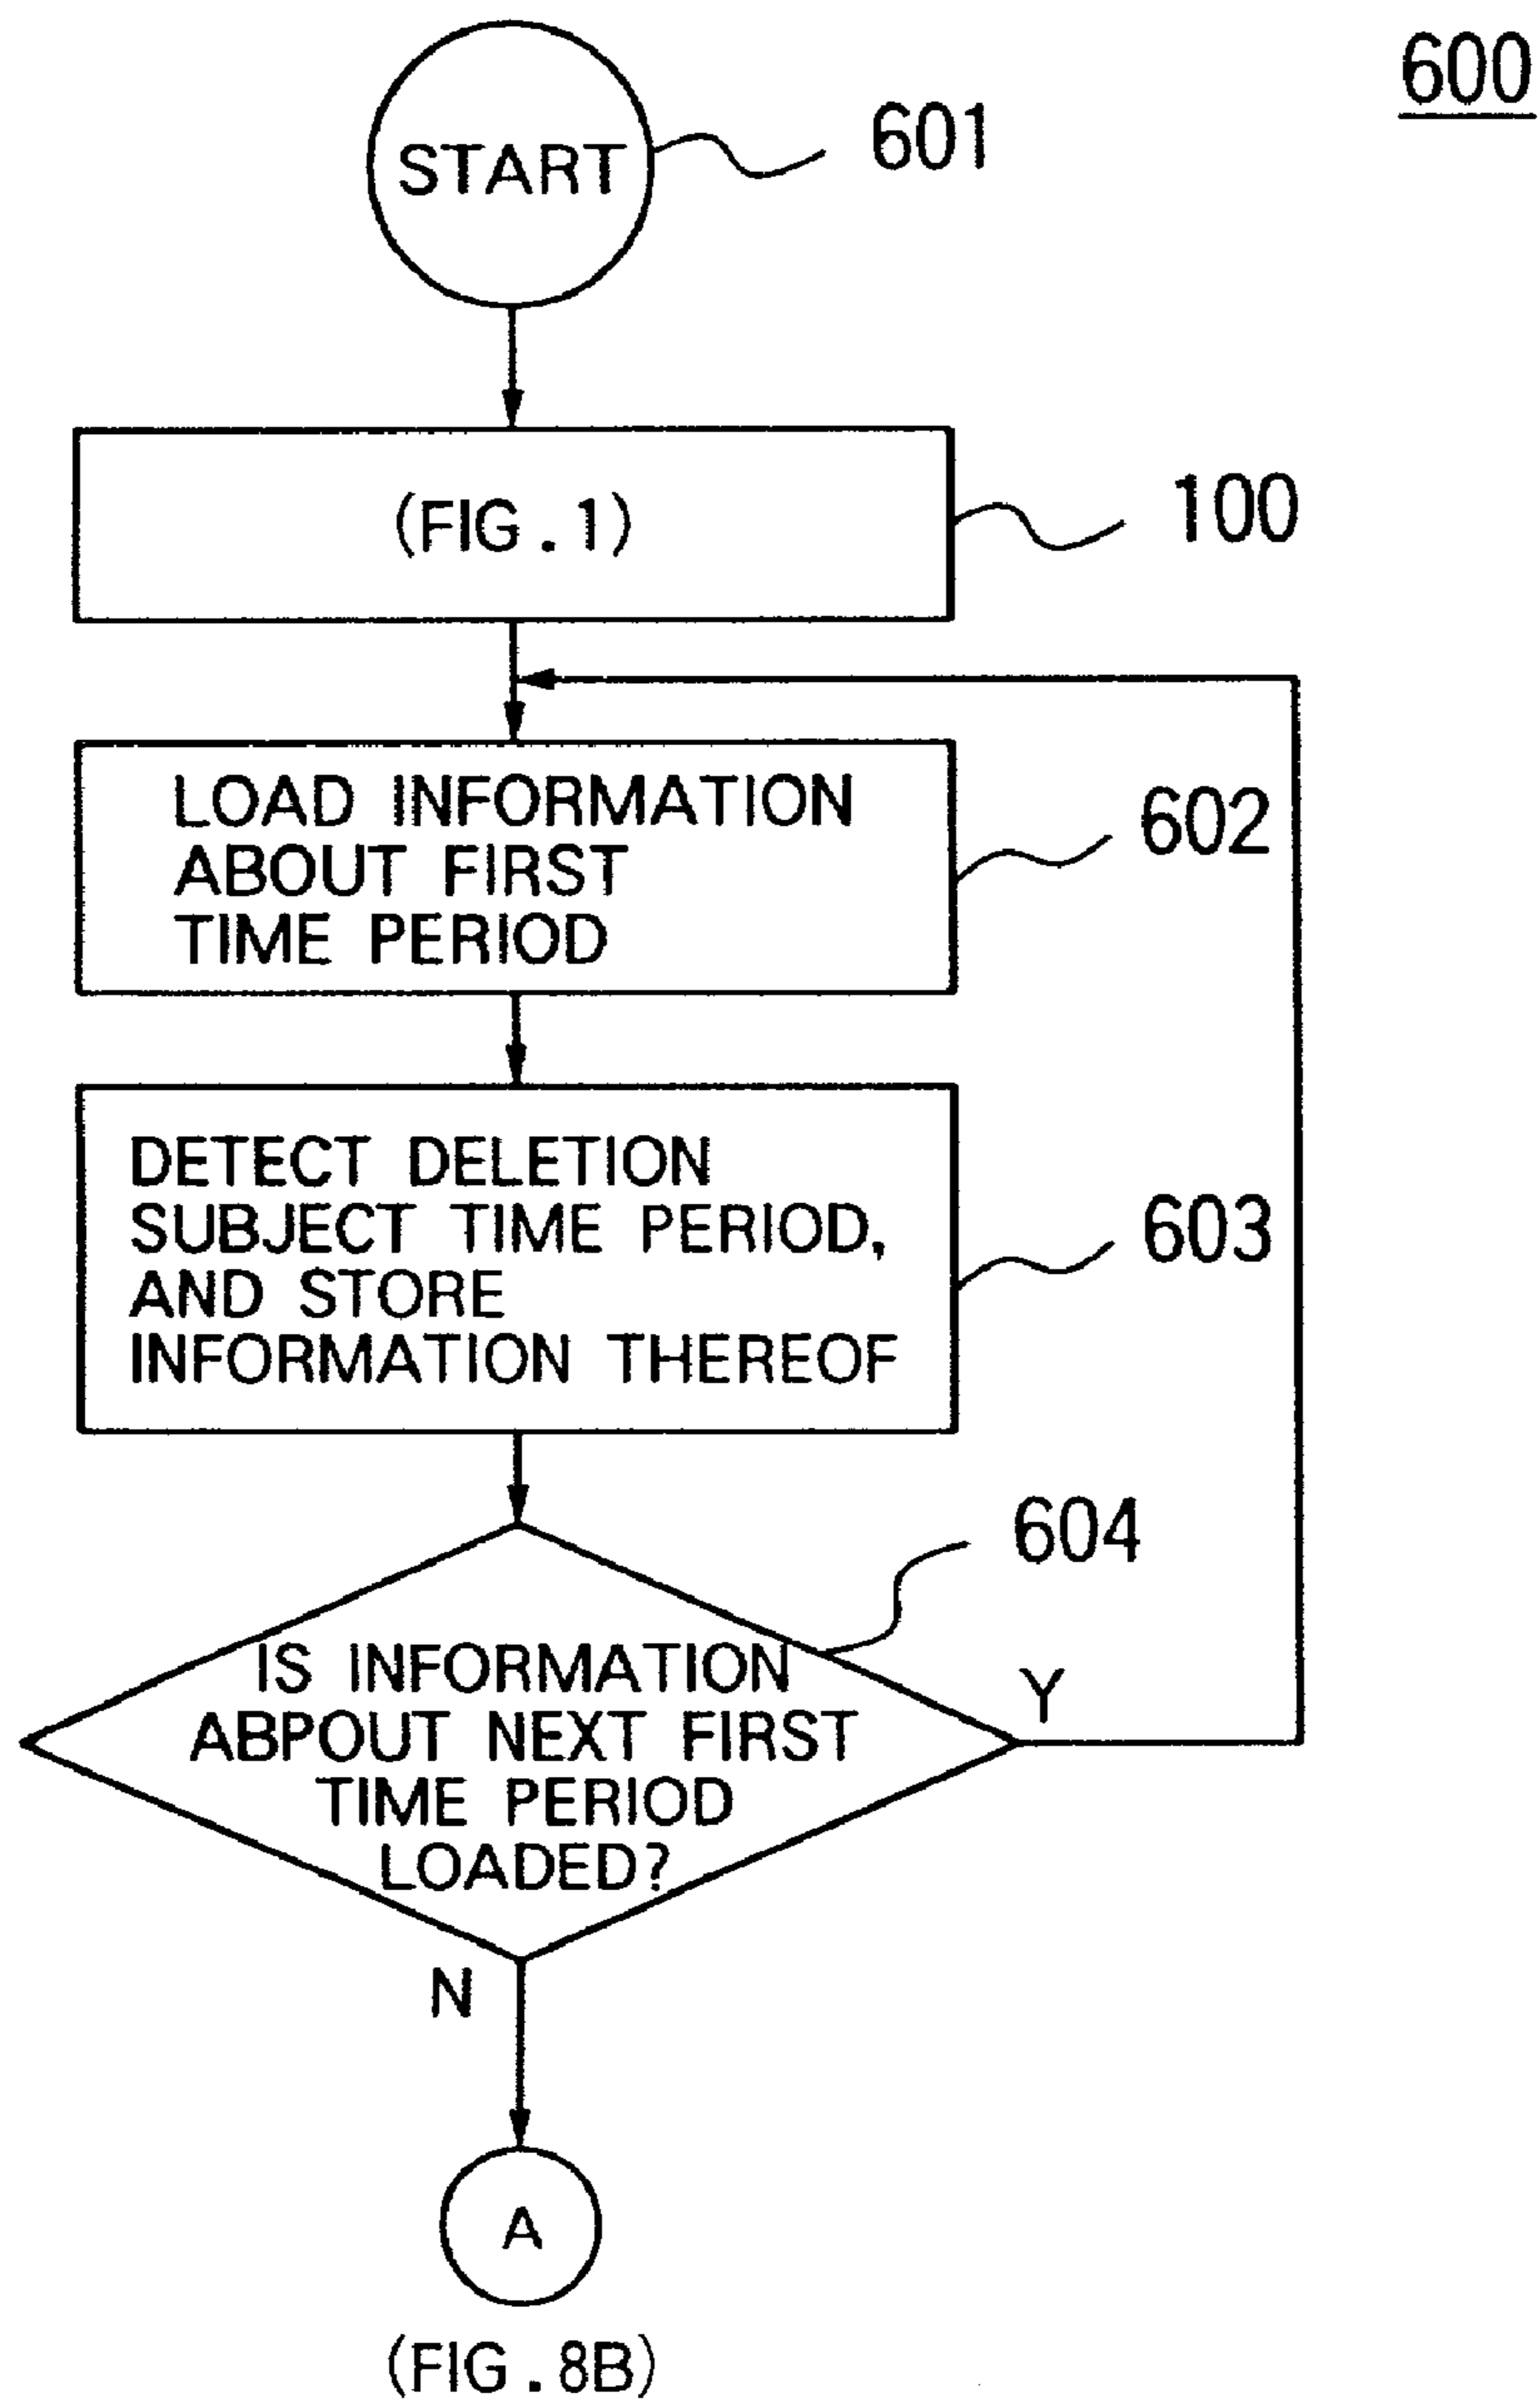 600
START
601
(FIG.1)
100
LOAD INFORMATION
ABOUT FIRST
TIME PERIOD
602
DETECT DELETION
SUBJECT TIME PERIOD,
AND STORE
INFORMATION THEREOF
603
604
IS INFORMATION
ABPOUT NEXT FIRST
TIME PERIOD
LOADED?
Y
N
A
(FIG.8B)